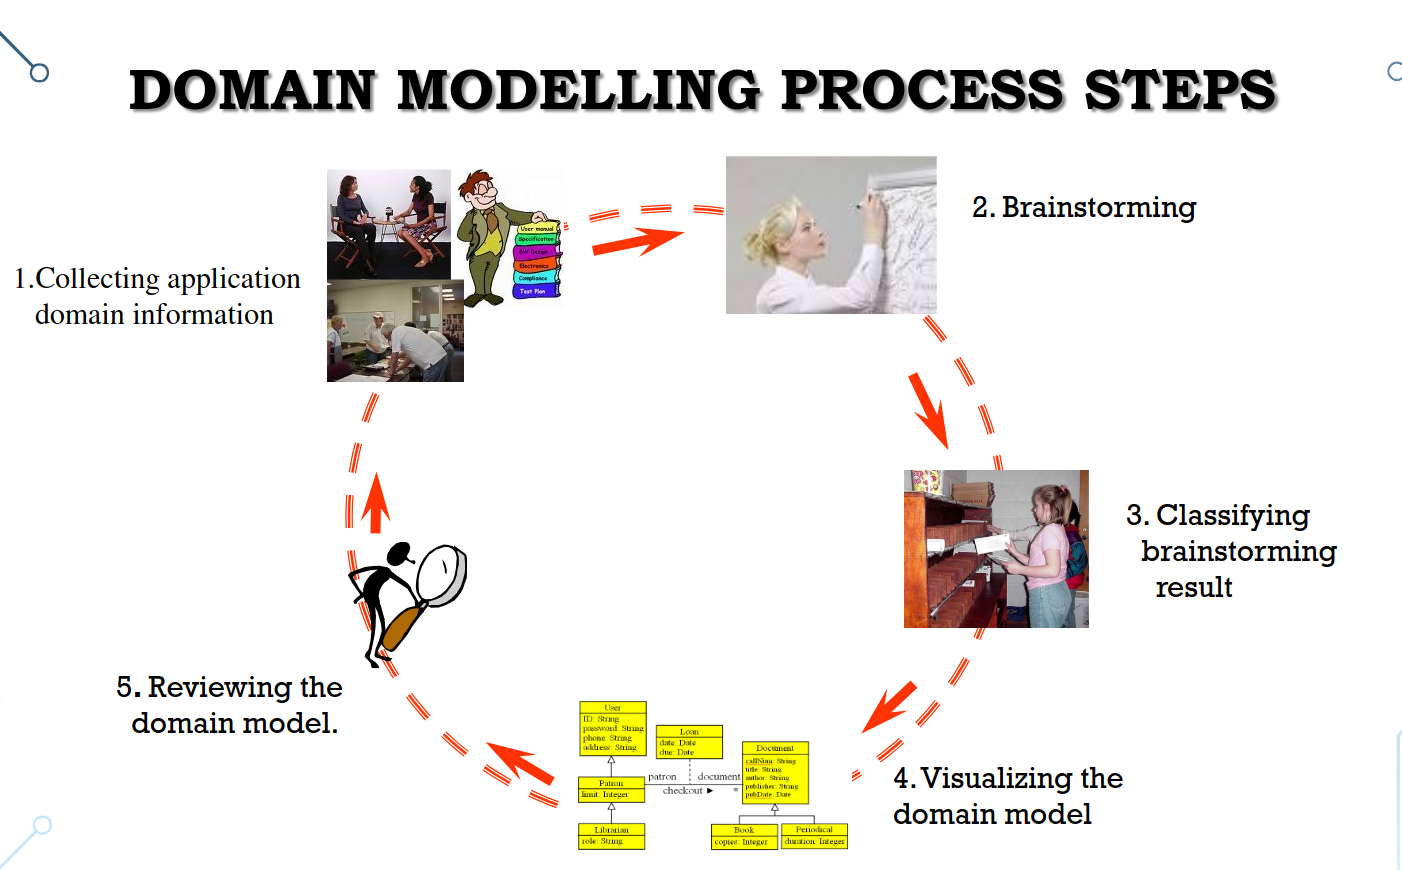 DOMAIN MODELLING PROCESS STEPS
1.Collecting application
domain information
User manual
Specification
Electronics
Compliance
Test Plan
2. Brainstorming
3. Classifying
brainstorming
result
4. Visualizing the
domain model
5. Reviewing the
domain model.
User
ID: String
password: String
phone: String
address: String
Loan
date: Date
due: Date
Document
callNum: String
title: String
author: String
publisher: String
pubDate: Date
patron
document
checkout ►
*
Patron
limit: Integer
Librarian
role: String
Book
copies: Integer
Periodical
duration: Integer